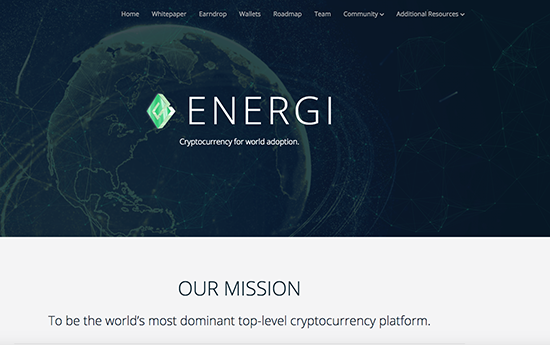 Home Whitepaper Earndrop Wallets Roadmap Team Community Additional Resources
ENERGI
Cryptocurrency for world adoption.
OUR MISSION
To be the world's most dominant top-level cryptocurrency platform.